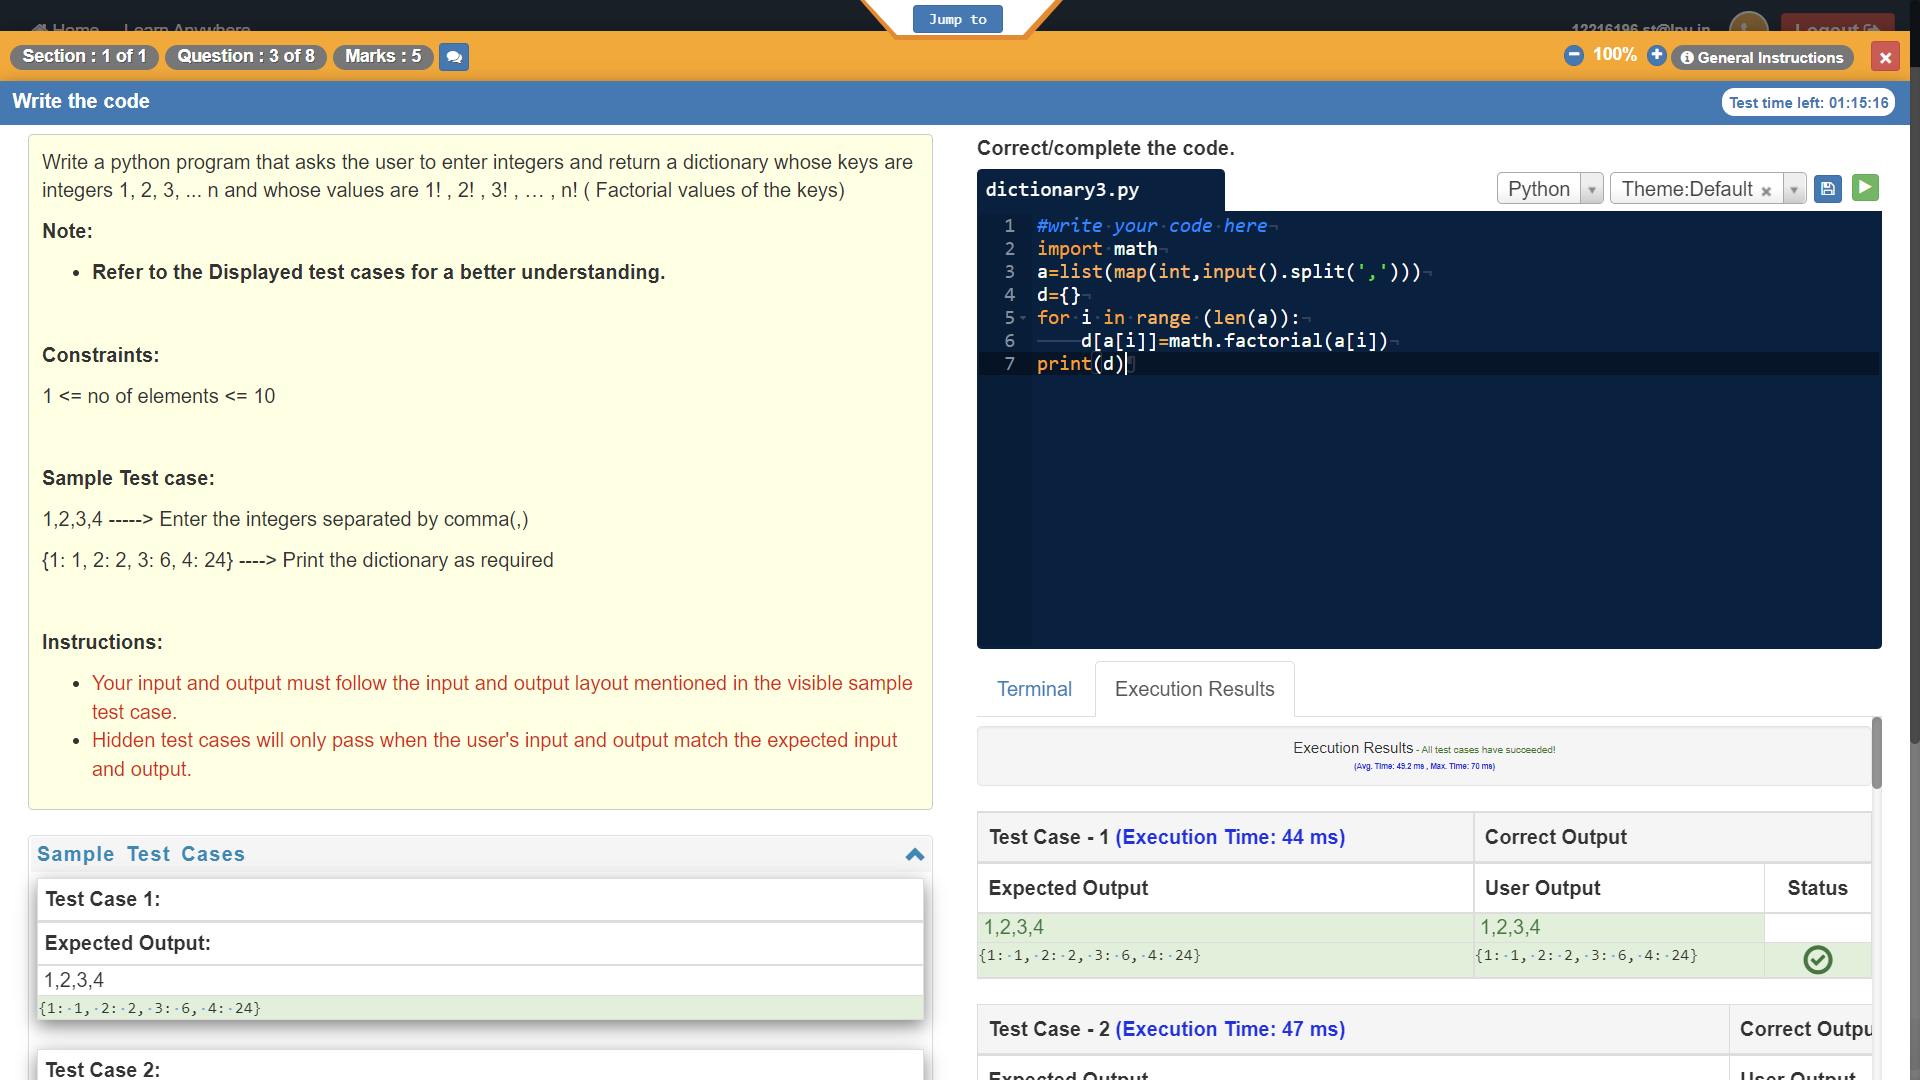 Jump to
Home Learn Anywhere
12216196.st@lpu.in Logout
Section : 1 of 1 Question : 3 of 8 Marks : 5
100% General Instructions
Write the code
Test time left: 01:15:16
Write a python program that asks the user to enter integers and return a dictionary whose keys are
integers 1, 2, 3, ... n and whose values are 1! , 2! , 3! , … , n! ( Factorial values of the keys)
Note:
• Refer to the Displayed test cases for a better understanding.
Constraints:
1 <= no of elements <= 10
Sample Test case:
1,2,3,4 -----> Enter the integers separated by comma(,)
{1: 1, 2: 2, 3: 6, 4: 24} ----> Print the dictionary as required
Instructions:
• Your input and output must follow the input and output layout mentioned in the visible sample
test case.
• Hidden test cases will only pass when the user's input and output match the expected input
and output.
Sample Test Cases
Test Case 1:
Expected Output:
1,2,3,4
{1: 1, 2: 2, 3: 6, 4: 24}
Test Case 2:
Correct/complete the code.
dictionary3.py
Python Theme:Default
1 #write your code here
2 import math
3 a=list(map(int,input().split(',')))
4 d={}
5 for i in range (len(a)):
6 d[a[i]]=math.factorial(a[i])
7 print(d)
Terminal Execution Results
Execution Results - All test cases have succeeded!
(Avg. Time: 49.2 ms , Max. Time: 70 ms)
Test Case - 1 (Execution Time: 44 ms) Correct Output
Expected Output User Output Status
1,2,3,4 1,2,3,4
{1: 1, 2: 2, 3: 6, 4: 24} {1: 1, 2: 2, 3: 6, 4: 24}
Test Case - 2 (Execution Time: 47 ms) Correct Outpu
Expected Output User Output